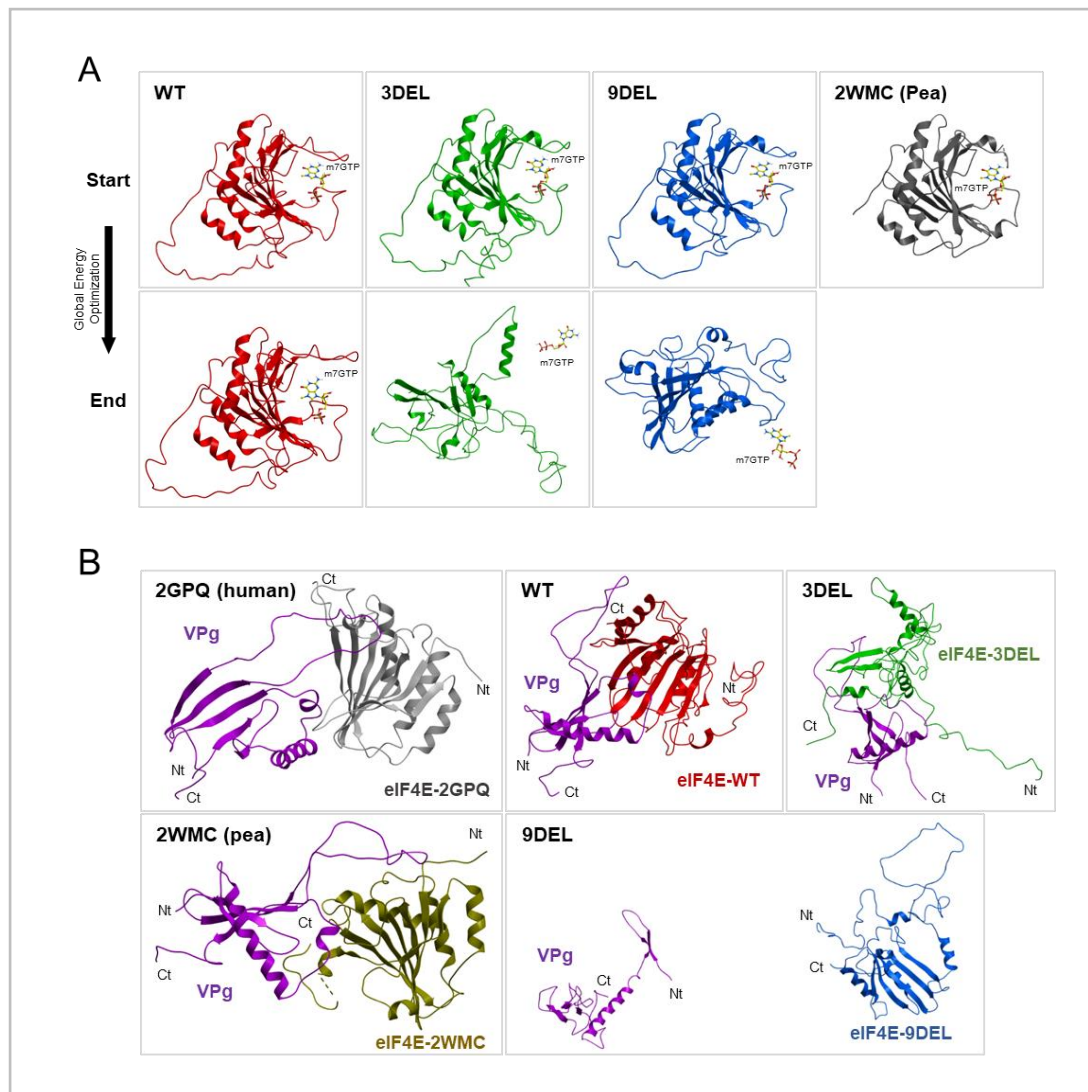 A
WT
3DEL
9DEL
2WMC (Pea)
Start
m7GTP
m7GTP
m7GTP
m7GTP
Global Energy
Optimization
End
m7GTP
m7GTP
m7GTP
B
2GPQ (human)
Ct
VPg
Nt
Nt
Ct
eIF4E-2GPQ
WT
Ct
VPg
Nt
Nt
Ct
eIF4E-WT
3DEL
eIF4E-3DEL
Ct
VPg
Nt
Ct
Nt
2WMC (pea)
Nt
Nt
Ct
Ct
VPg
eIF4E-2WMC
9DEL
VPg
Ct
Nt
Nt
Ct
eIF4E-9DEL